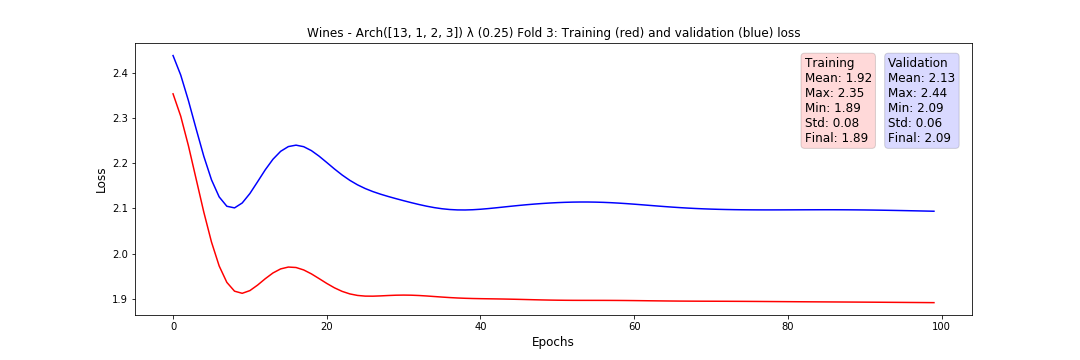 Wines - Arch([13, 1, 2, 3]) λ (0.25) Fold 3: Training (red) and validation (blue) loss
Training
Mean: 1.92
Max: 2.35
Min: 1.89
Std: 0.08
Final: 1.89
Validation
Mean: 2.13
Max: 2.44
Min: 2.09
Std: 0.06
Final: 2.09
Loss
2.4
2.3
2.2
2.1
2.0
1.9
0 20 40 60 80 100
Epochs